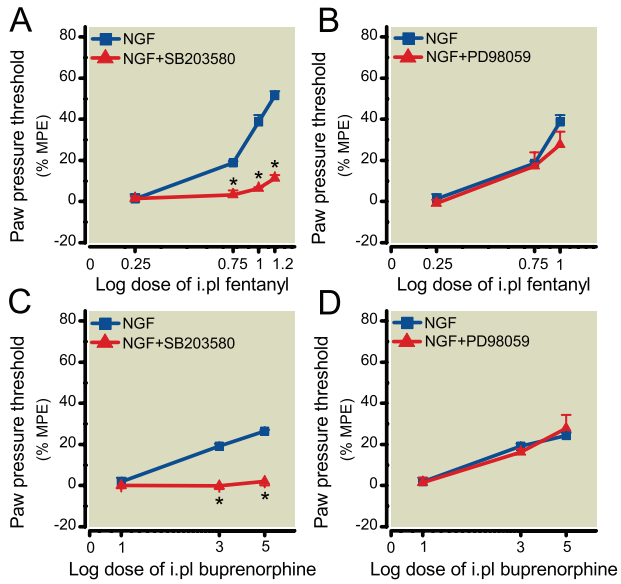 A
NGF
NGF+SB203580
Paw pressure threshold
(% MPE)
80
60
40
20
0
-20
*
*
*
0
0.25
0.75
1
1.2
Log dose of i.pl fentanyl
B
NGF
NGF+PD98059
Paw pressure threshold
(% MPE)
80
60
40
20
0
-20
0
0.25
0.75
1
Log dose of i.pl fentanyl
C
NGF
NGF+SB203580
Paw pressure threshold
(% MPE)
80
60
40
20
0
-20
*
*
0
1
3
5
Log dose of i.pl buprenorphine
D
NGF
NGF+PD98059
Paw pressure threshold
(% MPE)
80
60
40
20
0
-20
0
1
3
5
Log dose of i.pl buprenorphine